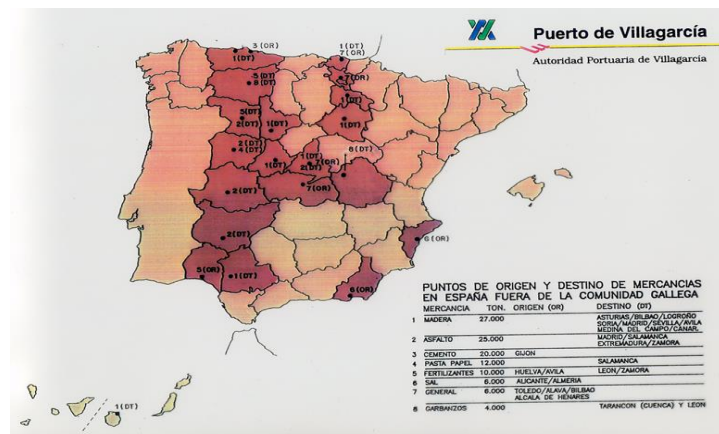 Puerto de Villagarcía
Autoridad Portuaria de Villagarcía
3 (OR)
1 (DT)
7 (OR)
1 (DT)
5 (DT)
8 (DT)
7 (OR)
1 (DT)
5 (DT)
2 (DT)
1 (DT)
1 (DT)
2 (DT)
4 (DT)
1 (DT)
1 (DT)
7 (OR)
2 (DT)
8 (DT)
2 (DT)
7 (OR)
2 (DT)
6 (OR)
5 (OR)
1 (DT)
6 (OR)
1 (DT)
PUNTOS DE ORIGEN Y DESTINO DE MERCANCIAS
EN ESPAÑA FUERA DE LA COMUNIDAD GALLEGA
MERCANCIA TON. ORIGEN (OR) DESTINO (DT)
1 MADERA 27.000 ASTURIAS/BILBAO/LOGROÑO
SORIA/MADRID/SEVILLA/AVILA
MEDINA DEL CAMPO/CANAR.
2 ASFALTO 25.000 MADRID/SALAMANCA
EXTREMADURA/ZAMORA
3 CEMENTO 20.000 GIJON
4 PASTA PAPEL 12.000 SALAMANCA
5 FERTILIZANTES 10.000 HUELVA/AVILA LEON/ZAMORA
6 SAL 6.000 ALICANTE/ALMERIA
7 GENERAL 6.000 TOLEDO/ALAVA/BILBAO
ALCALA DE HENARES
8 GARBANZOS 4.000 TARANCON (CUENCA) Y LEON